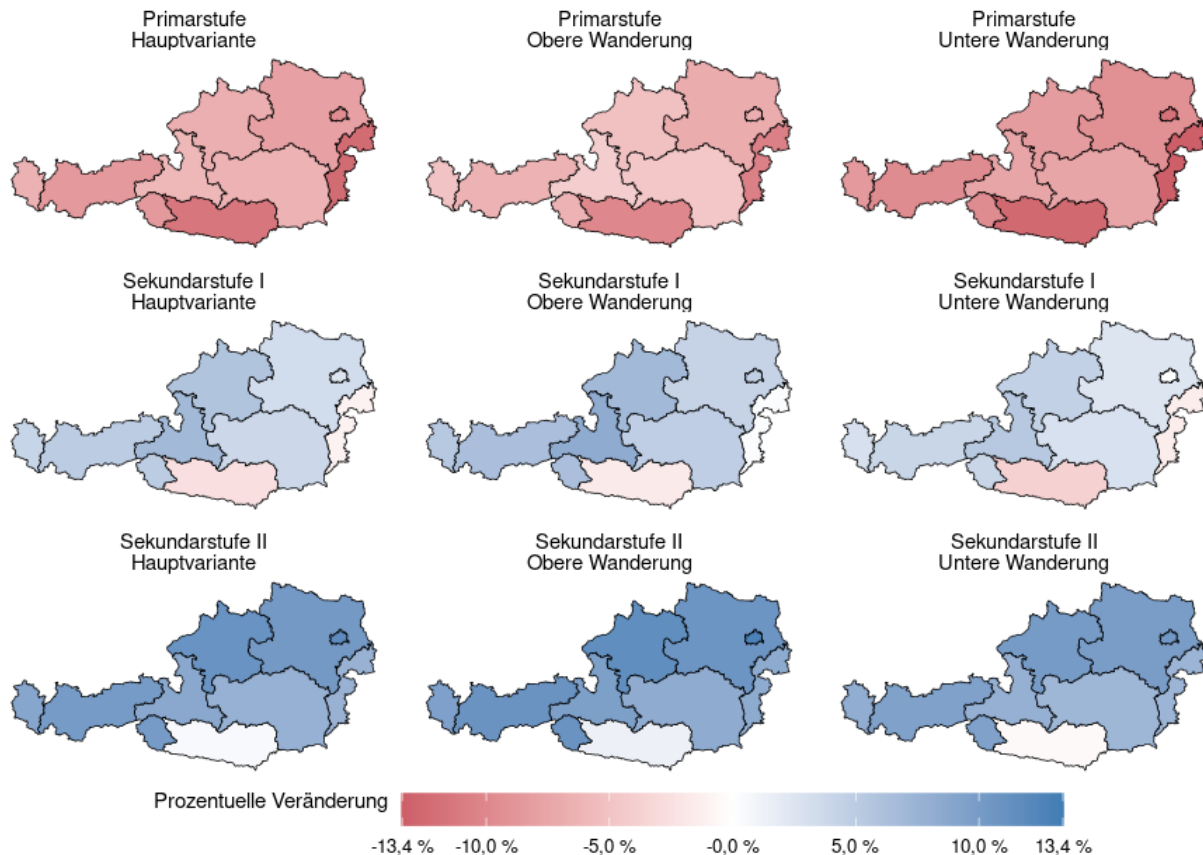 Primarstufe
Hauptvariante
Primarstufe
Obere Wanderung
Primarstufe
Untere Wanderung
Sekundarstufe I
Hauptvariante
Sekundarstufe I
Obere Wanderung
Sekundarstufe I
Untere Wanderung
Sekundarstufe II
Hauptvariante
Sekundarstufe II
Obere Wanderung
Sekundarstufe II
Untere Wanderung
Prozentuelle Veränderung
-13,4 % -10,0 % -5,0 % -0,0 % 5,0 % 10,0 % 13,4 %